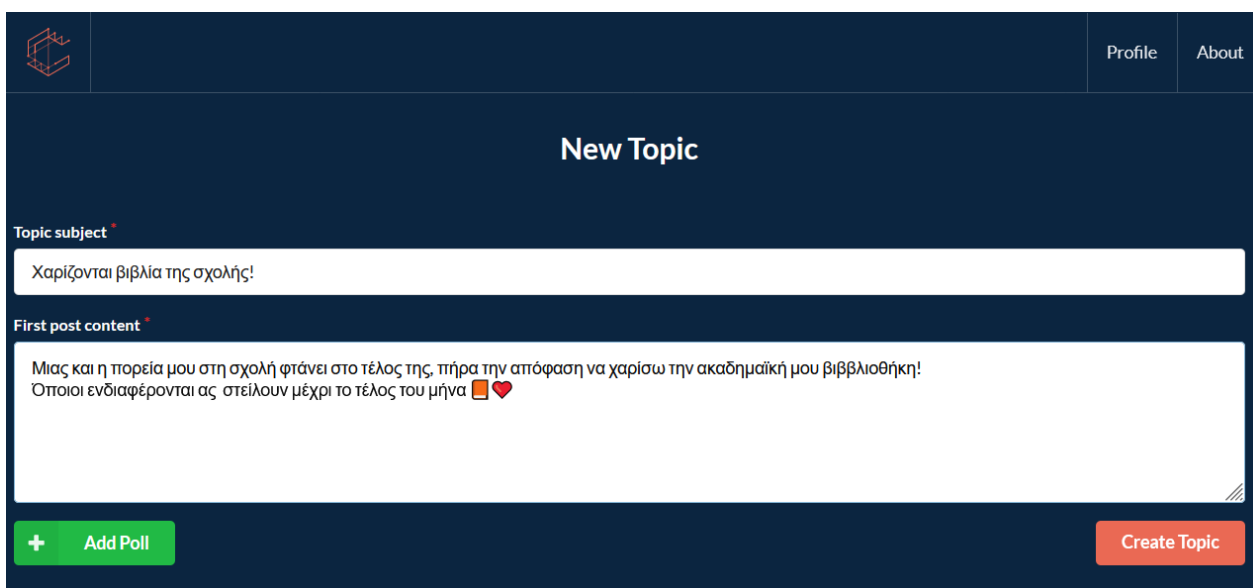 Profile
About
New Topic
Topic subject *
Χαρίζονται βιβλία της σχολής!
First post content *
Μιας και η πορεία μου στη σχολή φτάνει στο τέλος της, πήρα την απόφαση να χαρίσω την ακαδημαϊκή μου βιββλιοθήκη!
Όποιοι ενδιαφέρονται ας  στείλουν μέχρι το τέλος του μήνα 📙❤️
+ Add Poll
Create Topic